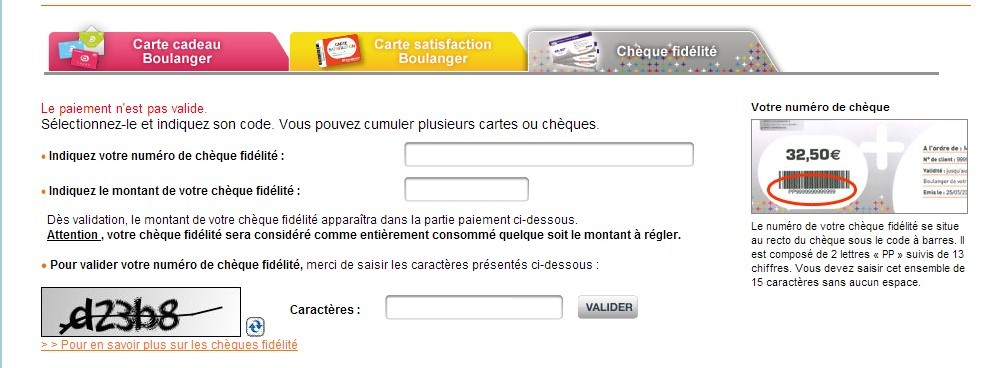 Carte cadeau
Boulanger
Carte satisfaction
Boulanger
Chèque fidélité
Le paiement n'est pas valide.
Sélectionnez-le et indiquez son code. Vous pouvez cumuler plusieurs cartes ou chèques.
• Indiquez votre numéro de chèque fidélité :
• Indiquez le montant de votre chèque fidélité :
Dès validation, le montant de votre chèque fidélité apparaîtra dans la partie paiement ci-dessous.
Attention , votre chèque fidélité sera considéré comme entièrement consommé quelque soit le montant à régler.
• Pour valider votre numéro de chèque fidélité, merci de saisir les caractères présentés ci-dessous :
d23b8
Caractères :
VALIDER
> > Pour en savoir plus sur les chèques fidélité
Votre numéro de chèque
32,50€
A l'ordre de :
N° de client : 999
Validité : jusqu'au
Boulanger de votr
Emis le : 25/05/20
Le numéro de votre chèque fidélité se situe
au recto du chèque sous le code à barres. Il
est composé de 2 lettres « PP » suivis de 13
chiffres. Vous devez saisir cet ensemble de
15 caractères sans aucun espace.